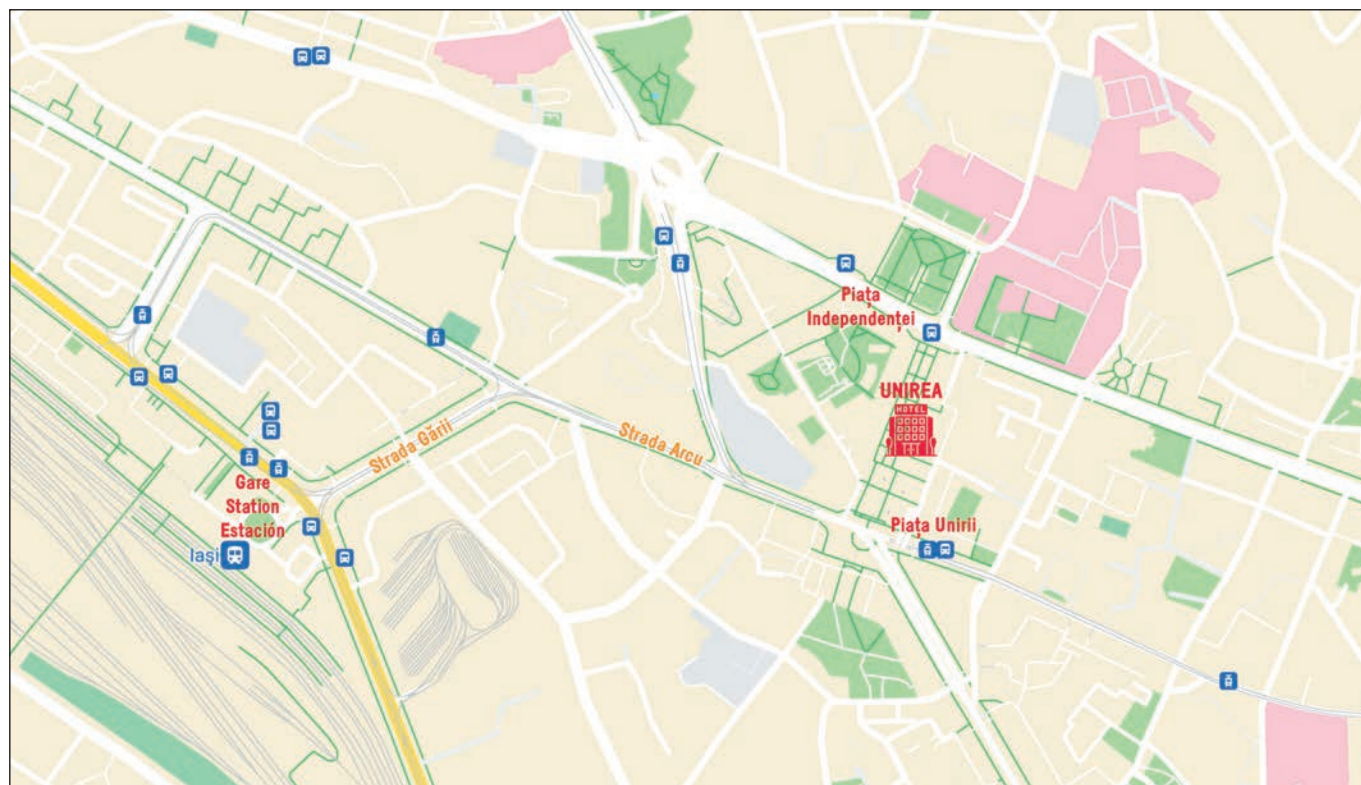 Piața
Independenței
UNIREA
HOTEL
Strada Gării
Strada Arcu
Gare
Station
Estación
Piața Unirii
Iași